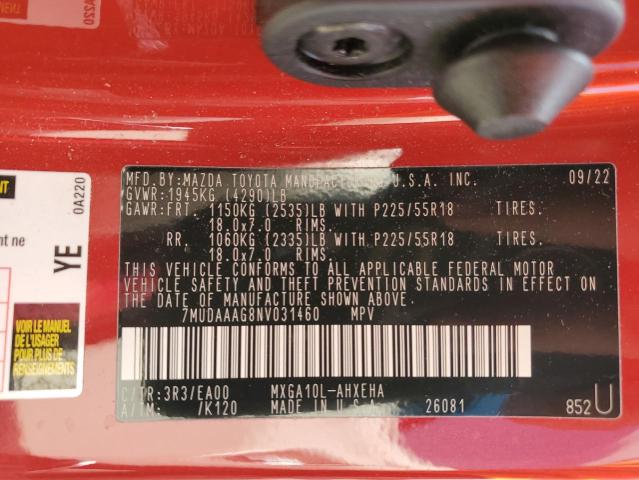 MFD.BY:MAZDA TOYOTA U.S.A. INC. 09/22
GVWR:1945KG (4290)LB
GAWR:FRT 1150KG (2535)LB WITH P225/55R18 TIRES.
18.0x7.0 RIMS.
RR. 1060KG (2335)LB WITH P225/55R18 TIRES.
18.0x7.0 RIMS.
THIS VEHICLE CONFORMS TO ALL APPLICABLE FEDERAL MOTOR
VEHICLE SAFETY AND THEFT PREVENTION STANDARDS IN EFFECT ON
THE DATE OF MANUFACTURE SHOWN ABOVE.
7MUDAAAG8NV031460 MPV
C/TR:3R3/EA00 MXGA10L-AHXEHA
A/TM: /K120 MADE IN U.S.A. 26081 852U
0A220
YE
VOIR LE MANUEL
DE L'USAGER
POUR PLUS DE
RENSEIGNEMENTS
nt ne
0A220